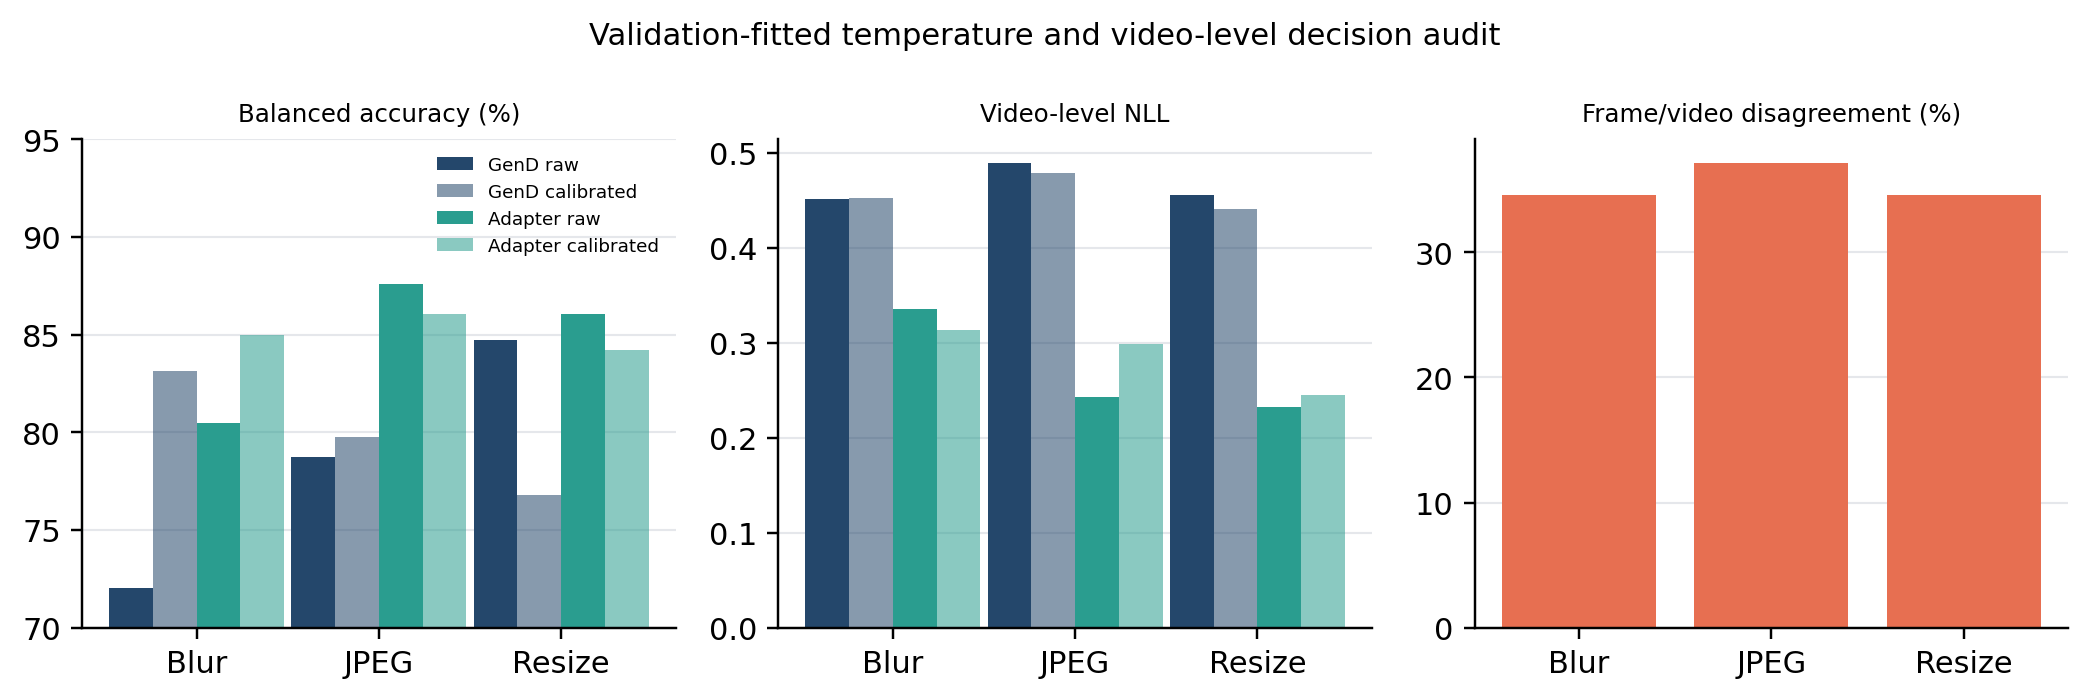 Validation-fitted temperature and video-level decision audit
Balanced accuracy (%)
95
90
85
80
75
70
GenD raw
GenD calibrated
Adapter raw
Adapter calibrated
Blur JPEG Resize
Video-level NLL
0.5
0.4
0.3
0.2
0.1
0.0
Blur JPEG Resize
Frame/video disagreement (%)
30
20
10
0
Blur JPEG Resize